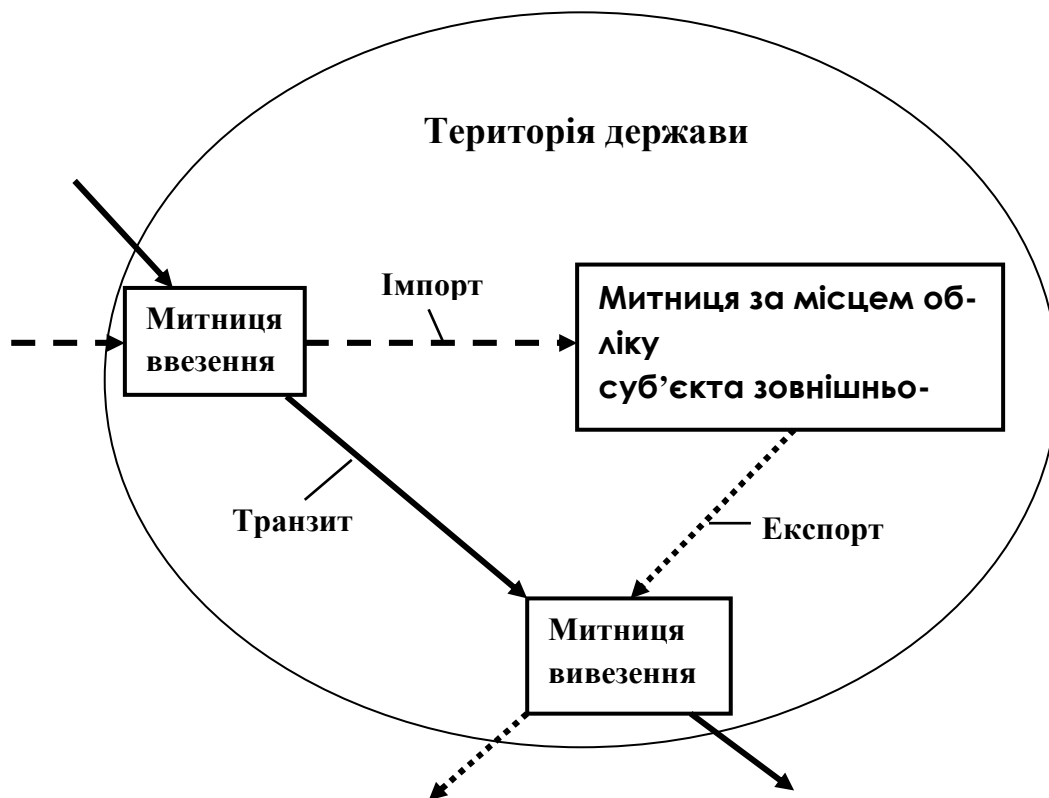 Територія держави
Імпорт
Митниця
ввезення
Митниця за місцем об-
ліку
суб’єкта зовнішньо-
Транзит
Експорт
Митниця
вивезення